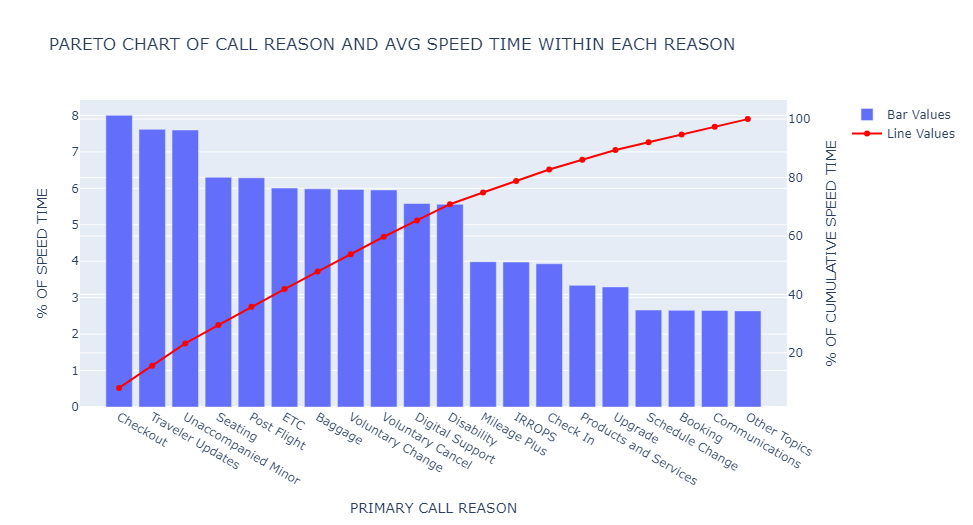 PARETO CHART OF CALL REASON AND AVG SPEED TIME WITHIN EACH REASON
Bar Values
Line Values
% OF SPEED TIME
8
7
6
5
4
3
2
1
0
100
80
60
40
20
% OF CUMULATIVE SPEED TIME
Checkout
Traveler Updates
Unaccompanied Minor
Seating
Post Flight
ETC
Baggage
Voluntary Change
Voluntary Cancel
Digital Support
Disability
Mileage Plus
IRROPS
Check In
Products and Services
Upgrade
Schedule Change
Booking
Communications
Other Topics
PRIMARY CALL REASON